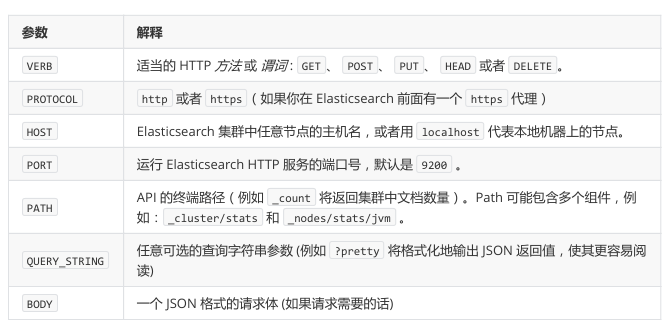 参数 解释
VERB 适当的 HTTP 方法 或 谓词 : GET 、 POST 、 PUT 、 HEAD 或者 DELETE 。
PROTOCOL http 或者 https ( 如果你在 Elasticsearch 前面有一个 https 代理 )
HOST Elasticsearch 集群中任意节点的主机名，或者用 localhost 代表本地机器上的节点。
PORT 运行 Elasticsearch HTTP 服务的端口号，默认是 9200 。
PATH API 的终端路径 ( 例如 _count 将返回集群中文档数量 ) 。Path 可能包含多个组件，例
如： _cluster/stats 和 _nodes/stats/jvm 。
QUERY_STRING 任意可选的查询字符串参数 (例如 ?pretty 将格式化地输出 JSON 返回值，使其更容易阅
读)
BODY 一个 JSON 格式的请求体 (如果请求需要的话)